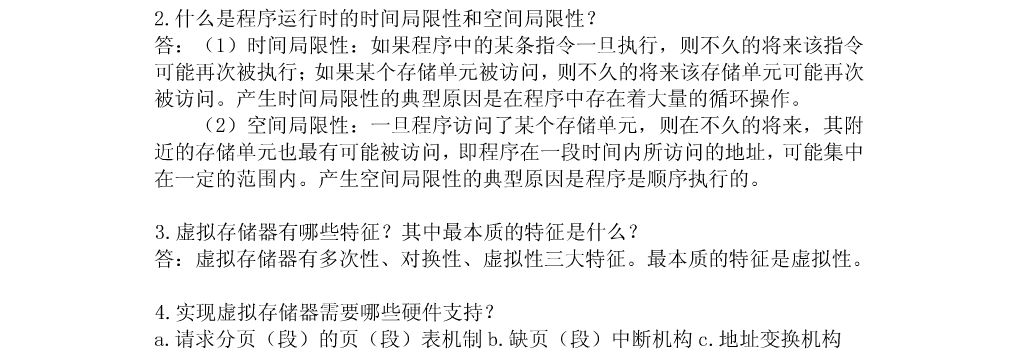 2.什么是程序运行时的时间局限性和空间局限性？
答：（1）时间局限性：如果程序中的某条指令一旦执行，则不久的将来该指令
可能再次被执行；如果某个存储单元被访问，则不久的将来该存储单元可能再次
被访问。产生时间局限性的典型原因是在程序中存在着大量的循环操作。
（2）空间局限性：一旦程序访问了某个存储单元，则在不久的将来，其附
近的存储单元也最有可能被访问，即程序在一段时间内所访问的地址，可能集中
在一定的范围内。产生空间局限性的典型原因是程序是顺序执行的。
3.虚拟存储器有哪些特征？其中最本质的特征是什么？
答：虚拟存储器有多次性、对换性、虚拟性三大特征。最本质的特征是虚拟性。
4.实现虚拟存储器需要哪些硬件支持？
a.请求分页（段）的页（段）表机制 b.缺页（段）中断机构 c.地址变换机构